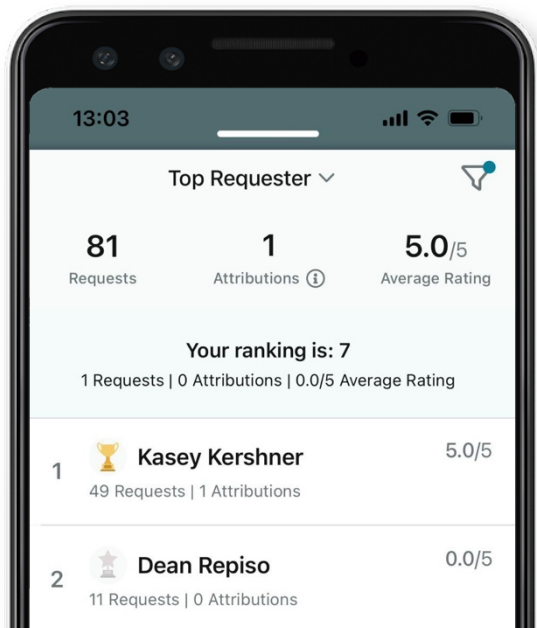 13:03
Top Requester
81 1 5.0/5
Requests Attributions Average Rating
Your ranking is: 7
1 Requests | 0 Attributions | 0.0/5 Average Rating
1 Kasey Kershner 5.0/5
49 Requests | 1 Attributions
2 Dean Repiso 0.0/5
11 Requests | 0 Attributions